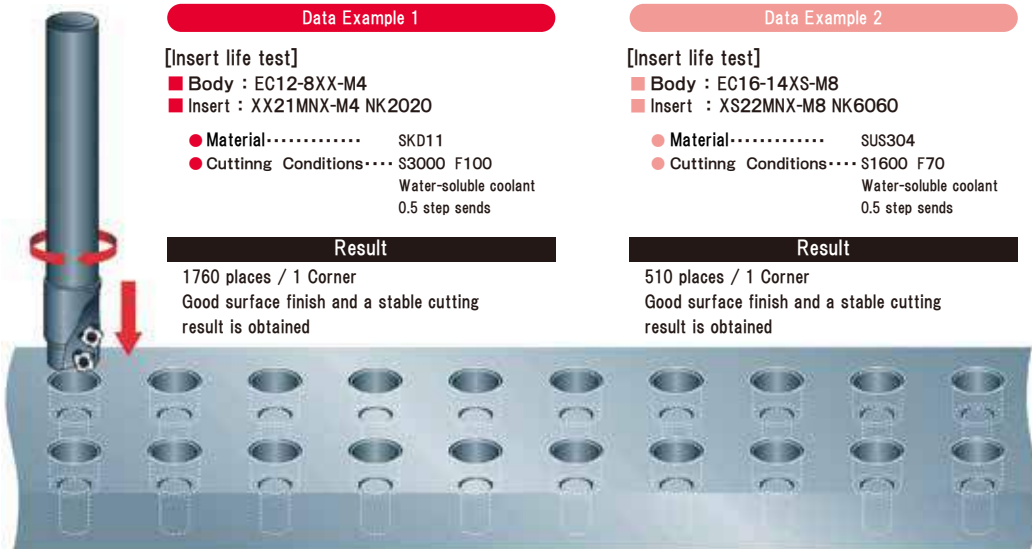 Data Example 1
[Insert life test]
■ Body : EC12-8XX-M4
■ Insert : XX21MNX-M4 NK2020
● Material・・・・・・・・・・・・・ SKD11
● Cuttinng Conditions・・・・ S3000 F100
Water-soluble coolant
0.5 step sends
Result
1760 places / 1 Corner
Good surface finish and a stable cutting
result is obtained
Data Example 2
[Insert life test]
■ Body : EC16-14XS-M8
■ Insert : XS22MNX-M8 NK6060
● Material・・・・・・・・・・・・・ SUS304
● Cuttinng Conditions・・・・ S1600 F70
Water-soluble coolant
0.5 step sends
Result
510 places / 1 Corner
Good surface finish and a stable cutting
result is obtained